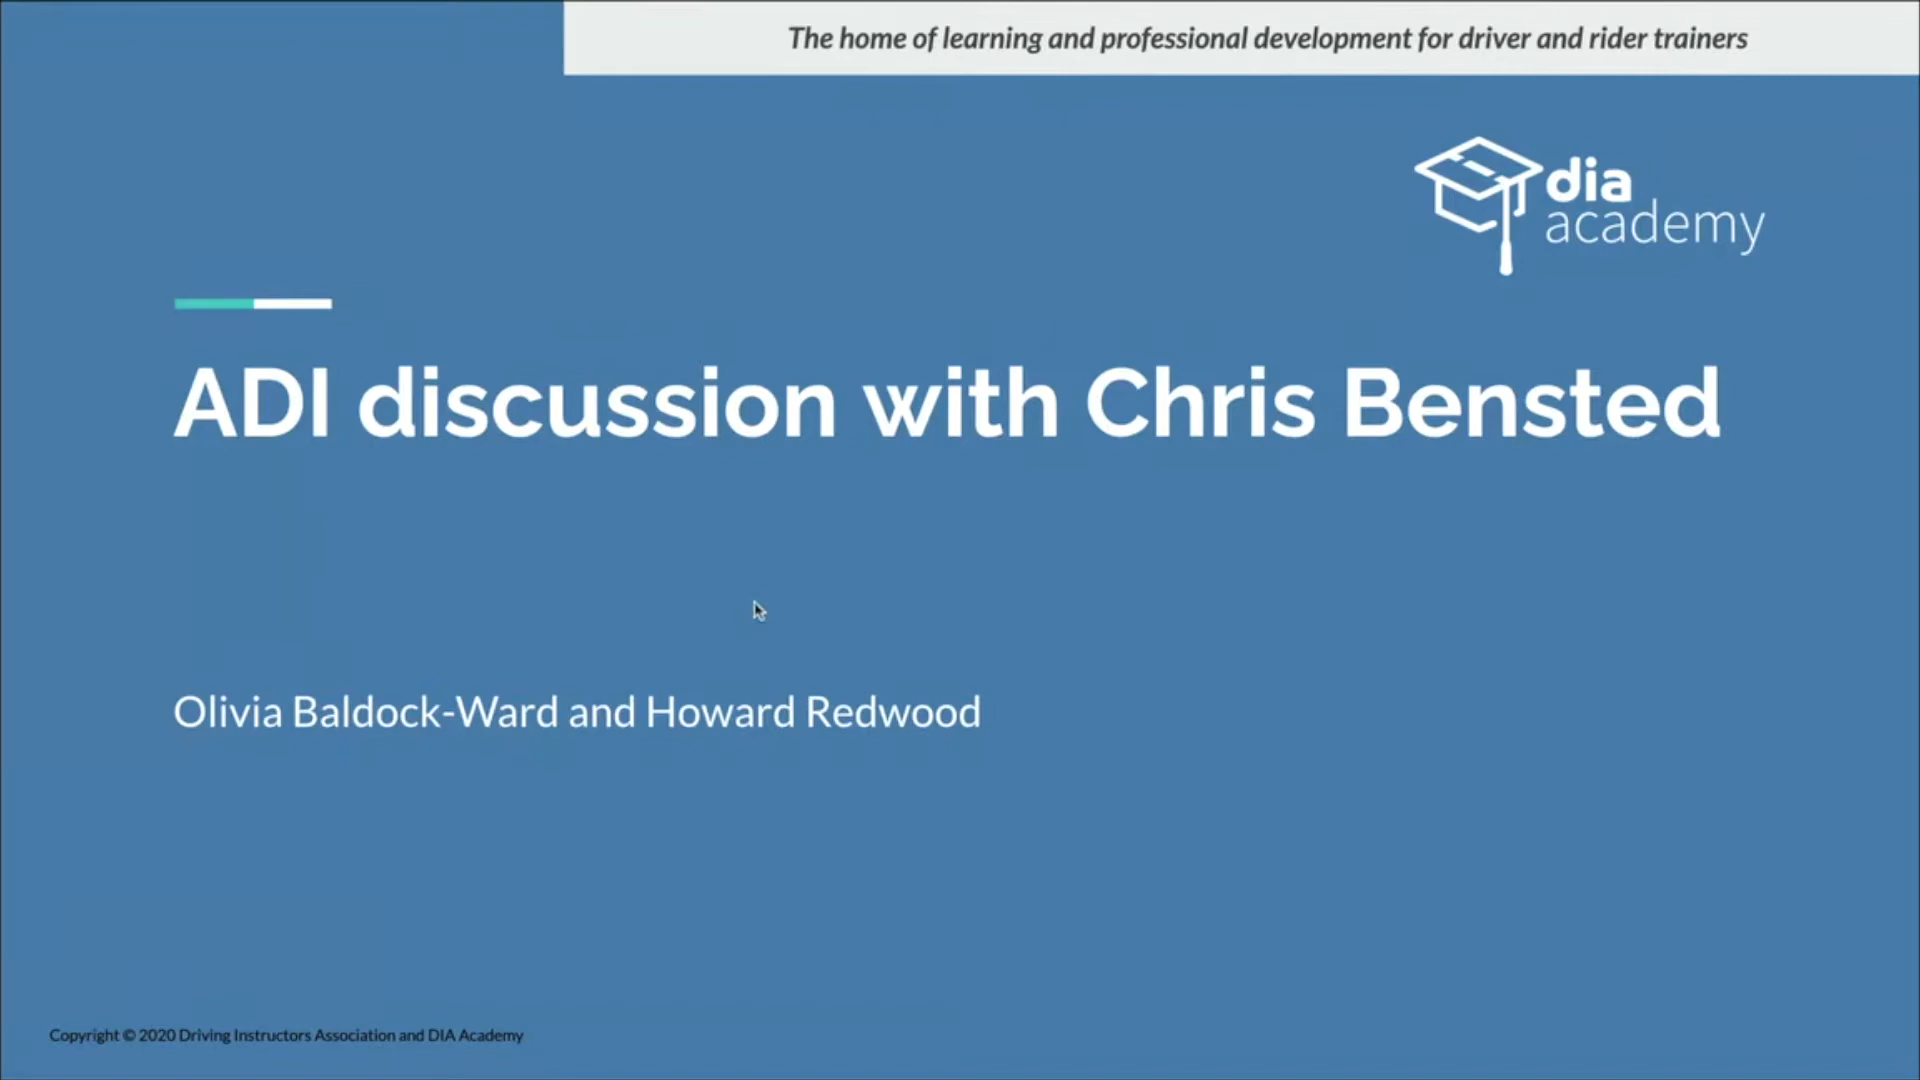 The home of learning and professional development for driver and rider trainers
dia
academy
ADI discussion with Chris Bensted
Olivia Baldock-Ward and Howard Redwood
Copyright © 2020 Driving Instructors Association and DIA Academy